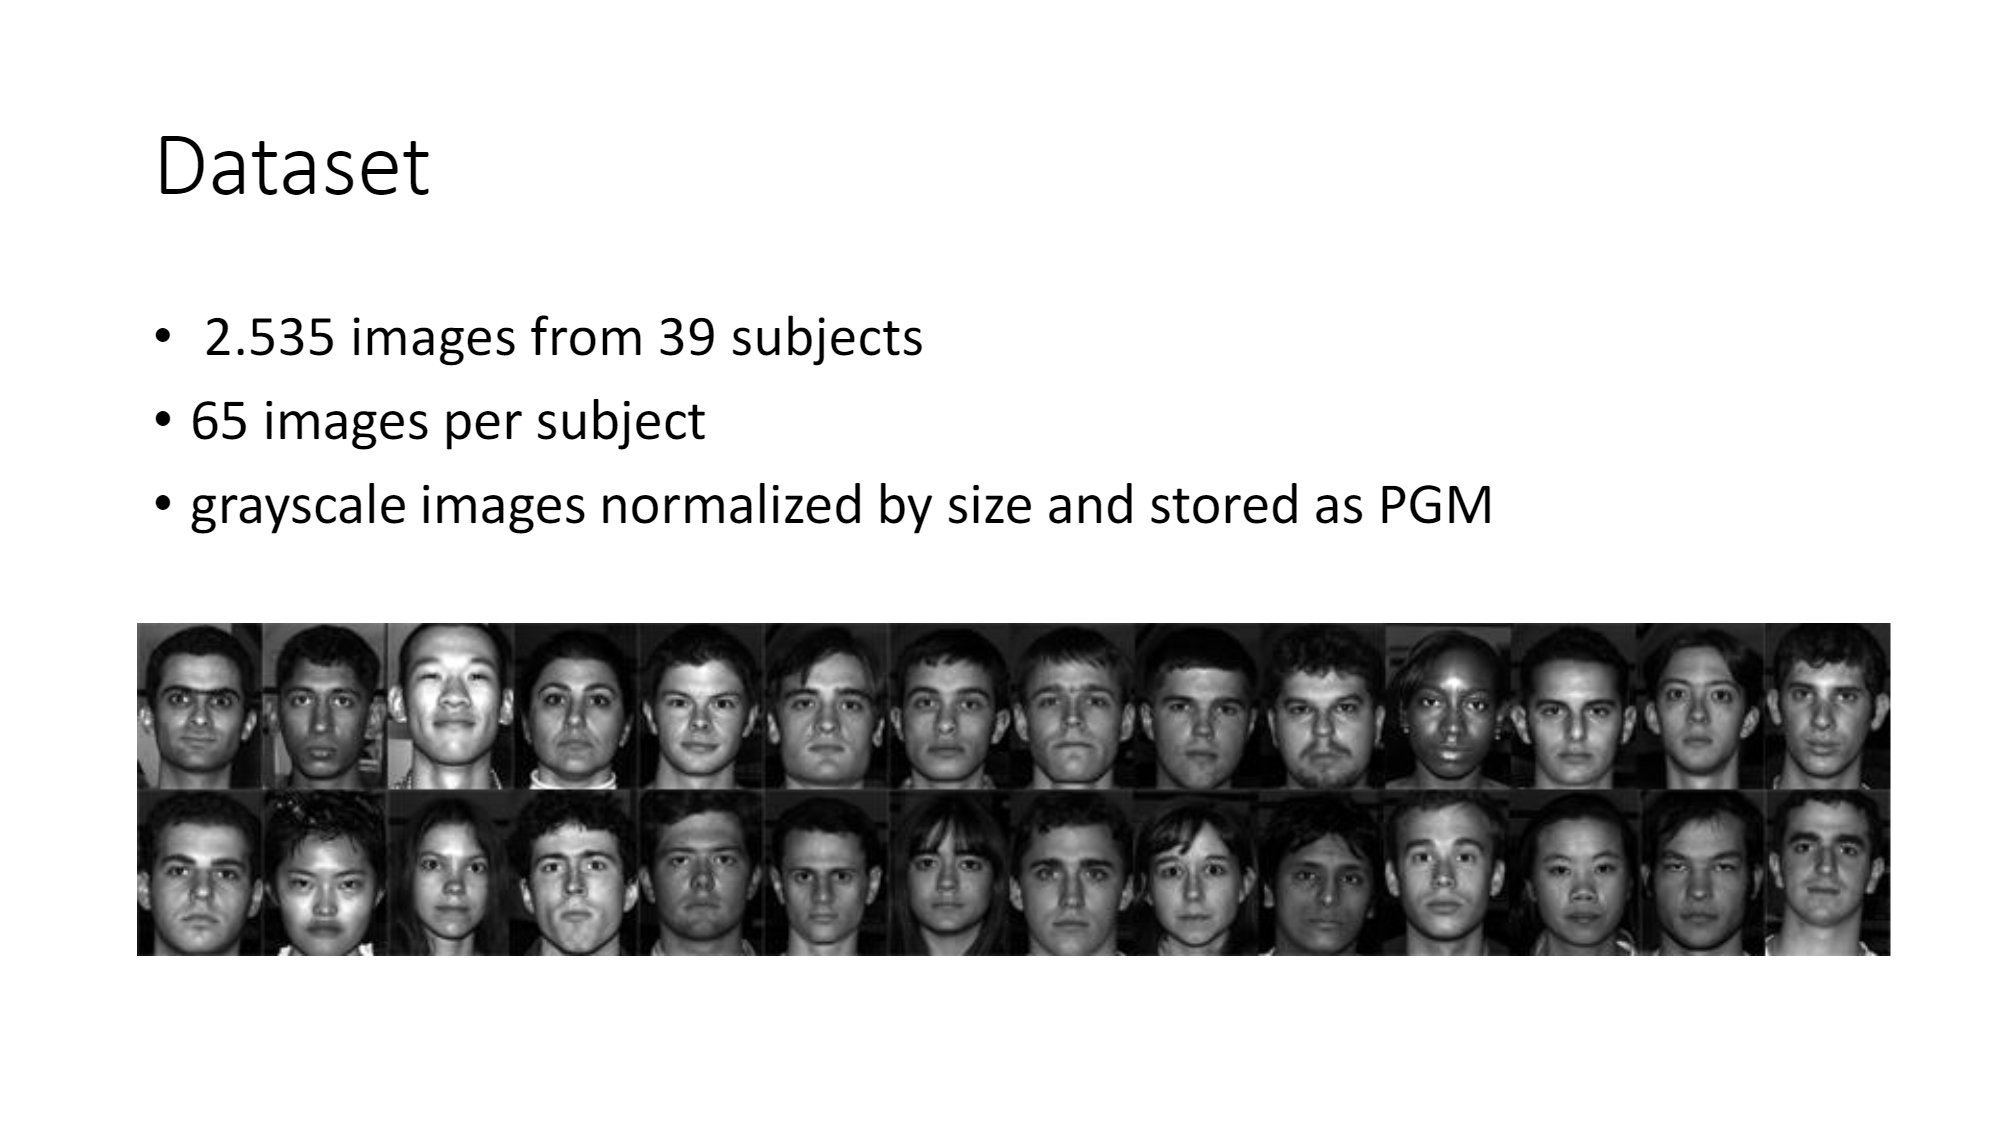 Dataset
• 2.535 images from 39 subjects
• 65 images per subject
• grayscale images normalized by size and stored as PGM